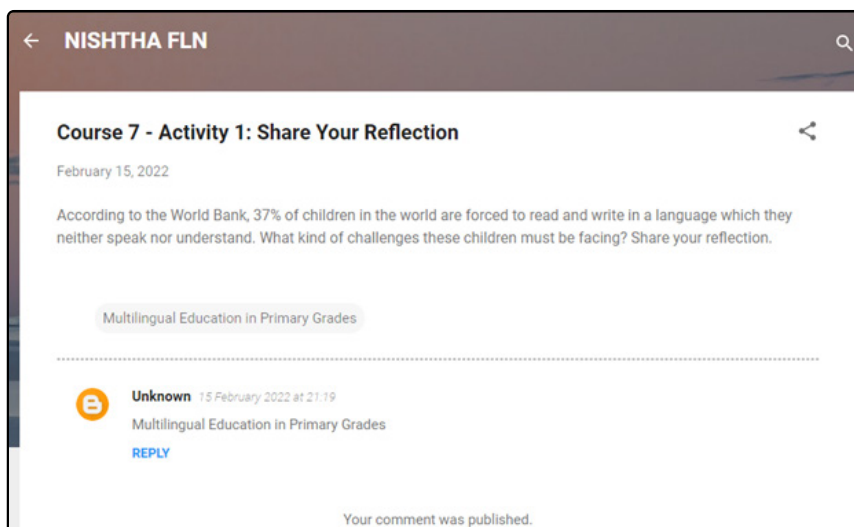 NISHTHA FLN
Course 7 - Activity 1: Share Your Reflection
February 15, 2022
According to the World Bank, 37% of children in the world are forced to read and write in a language which they
neither speak nor understand. What kind of challenges these children must be facing? Share your reflection.
Multilingual Education in Primary Grades
Unknown 15 February 2022 at 21:19
Multilingual Education in Primary Grades
REPLY
Your comment was published.